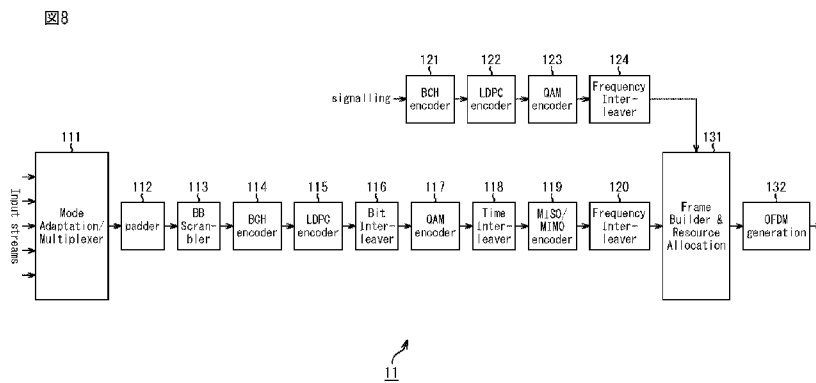 図8
121
122
123
124
signalling
BCH
encoder
LDPC
encoder
QAM
encoder
Frequency
Inter-
leaver
131
111
112
113
114
115
116
117
118
119
120
132
Input streams
Mode
Adaptation/
Multiplexer
padder
BB
Scram-
bler
BCH
encoder
LDPC
encoder
Bit
Inter-
leaver
QAM
encoder
Time
Inter-
leaver
MISO/
MIMO
encoder
Frequency
Inter-
leaver
Frame
Builder &
Resource
Allocation
OFDM
generation
11